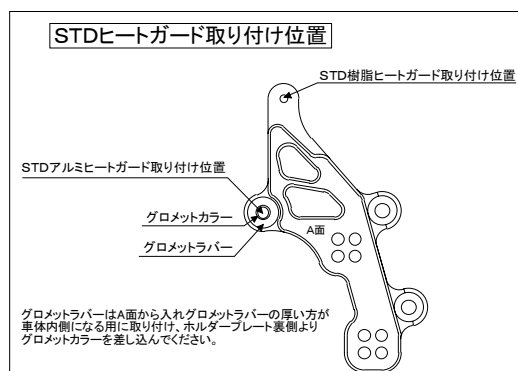 STDヒートガード取り付け位置
STD樹脂ヒートガード取り付け位置
STDアルミヒートガード取り付け位置
グロメットカラー
A面
グロメットラバー
グロメットラバーはA面から入れグロメットラバーの厚い方が
車体内側になる用に取り付け、ホルダープレート裏側より
グロメットカラーを差し込んでください。